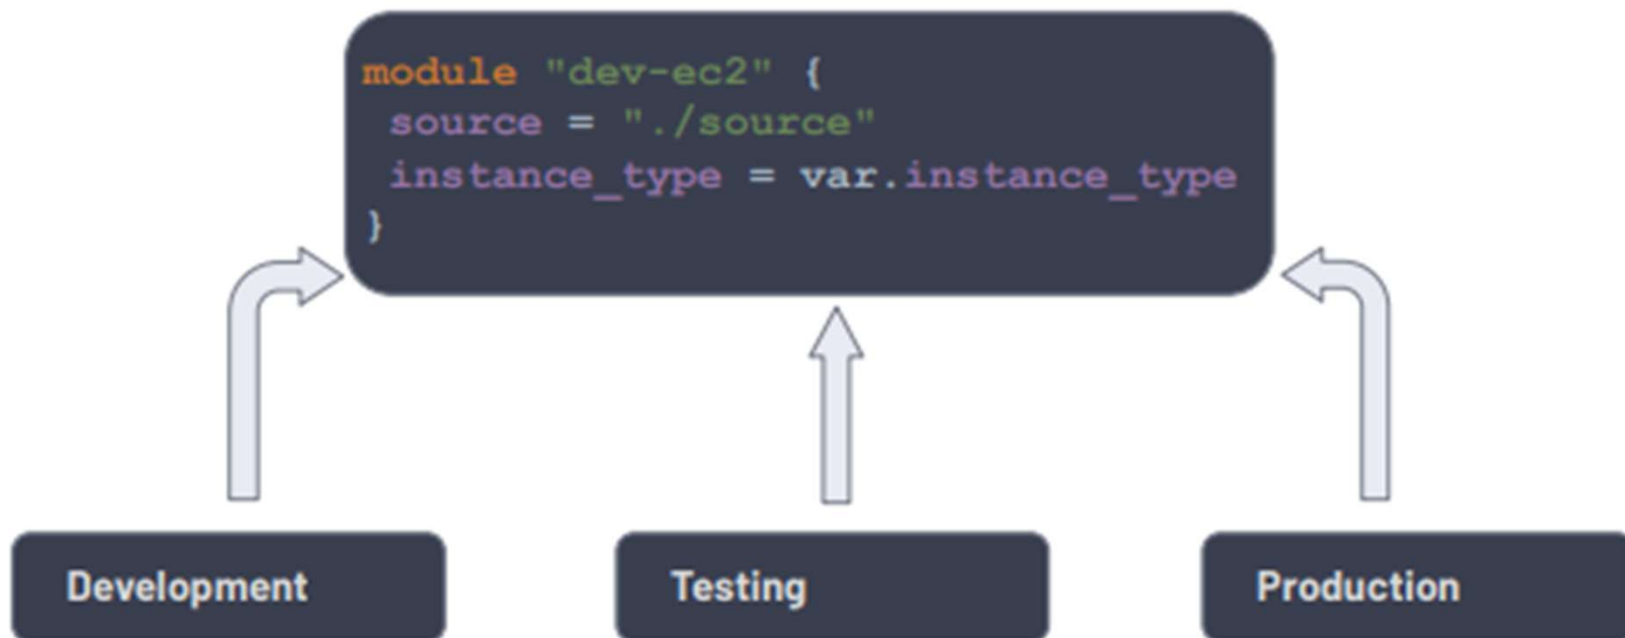 module "dev-ec2" {
source = "./source"
instance_type = var.instance_type
}
Development
Testing
Production